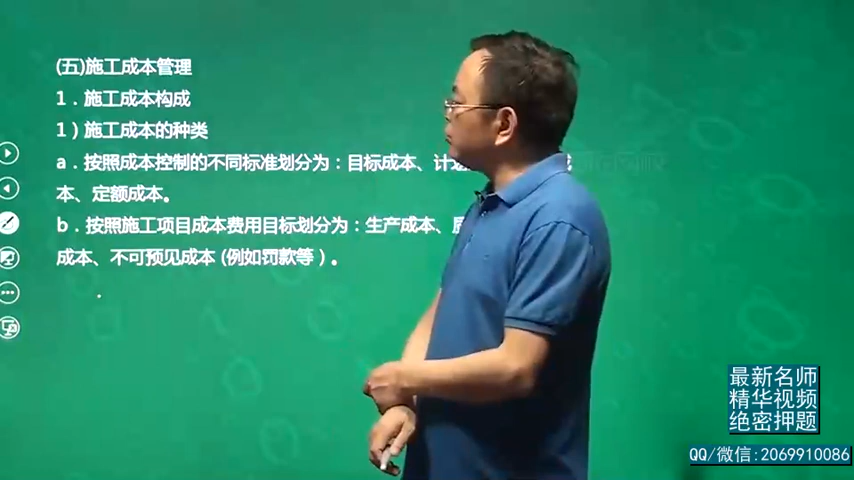 (五)施工成本管理
1．施工成本构成
1）施工成本的种类
a．按照成本控制的不同标准划分为：目标成本、计
本、定额成本。
b．按照施工项目成本费用目标划分为：生产成本、
成本、不可预见成本 (例如罚款等）。
最新名师
精华视频
绝密押题
QQ/微信:2069910086